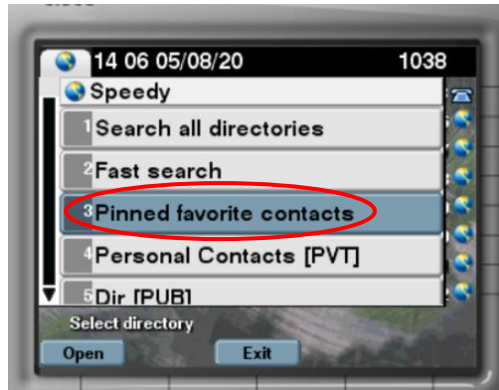 14 06 05/08/20 1038
Speedy
1 Search all directories
2 Fast search
3 Pinned favorite contacts
4 Personal Contacts [PVT]
5 Dir [PUB]
Select directory
Open Exit